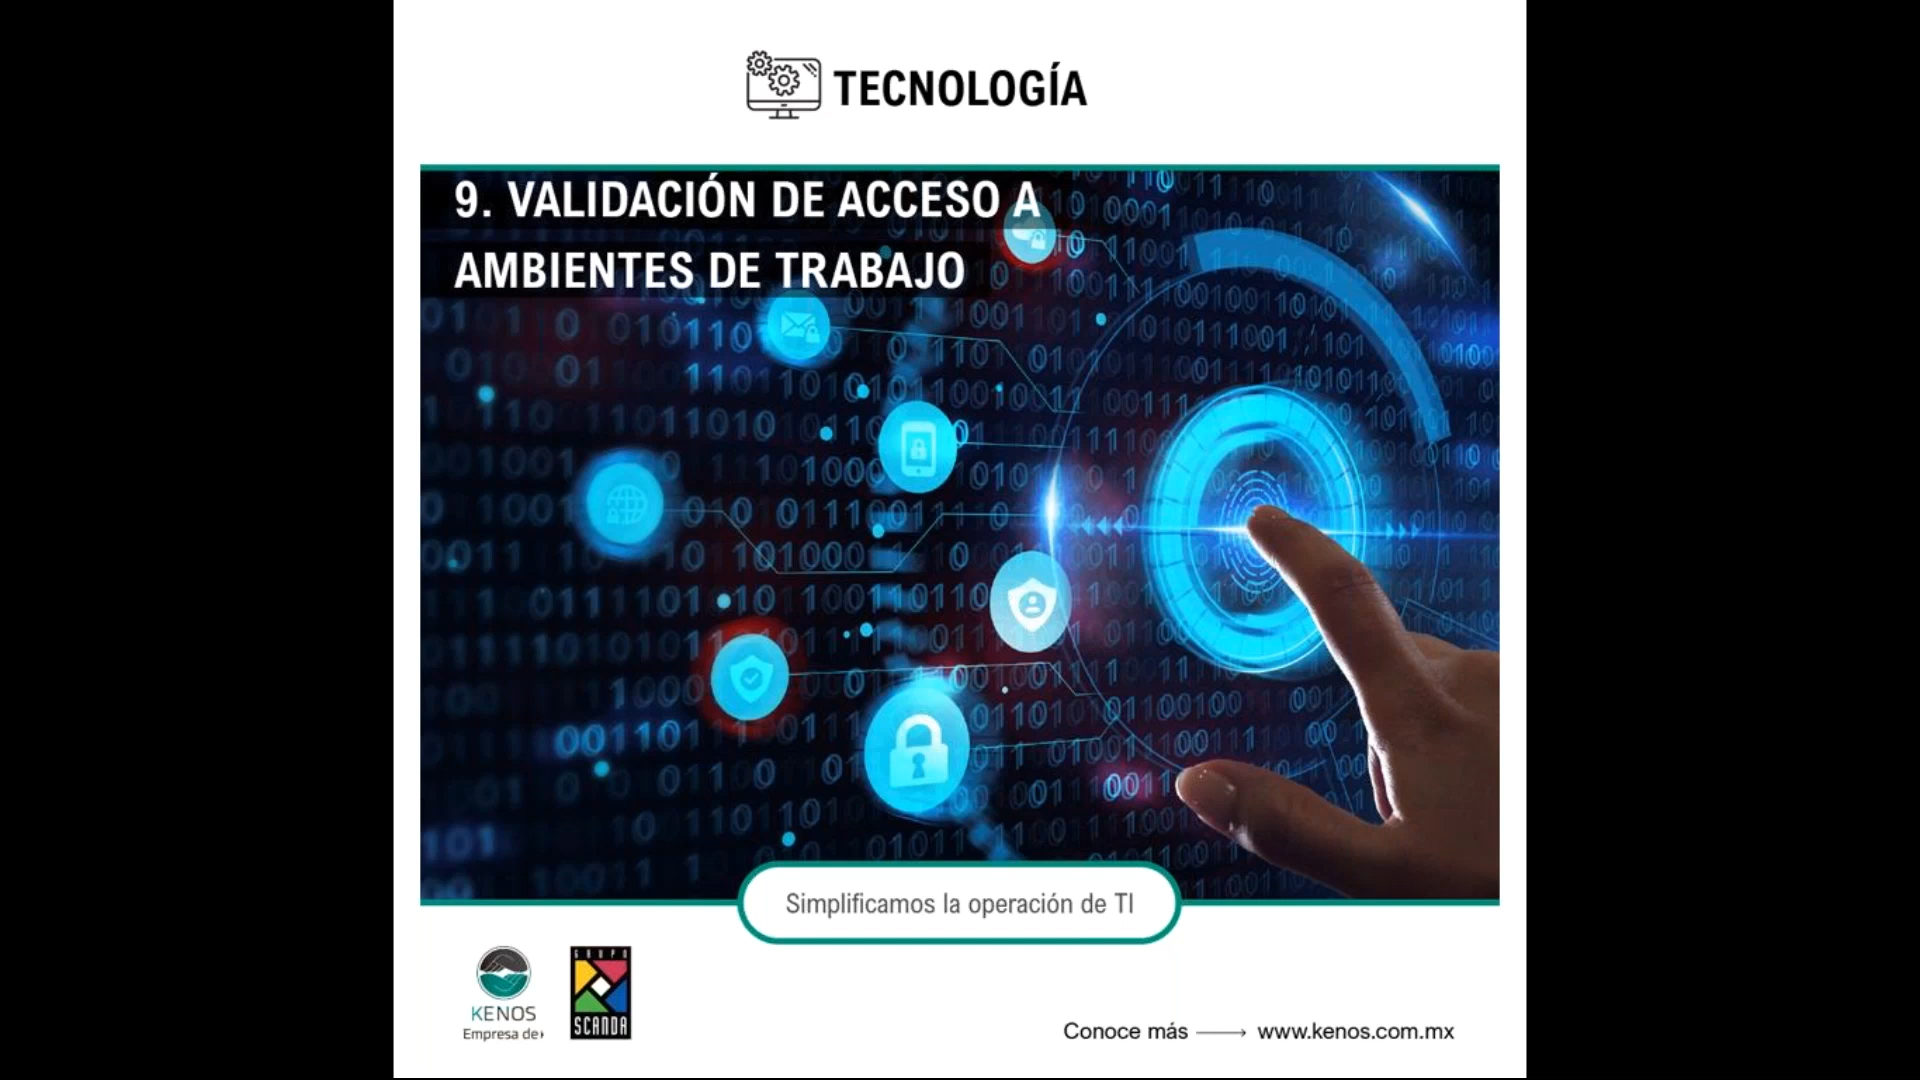 TECNOLOGÍA
9. VALIDACIÓN DE ACCESO A
AMBIENTES DE TRABAJO
Simplificamos la operación de TI
KENOS
Empresa de
GRUPO
SCANDA
Conoce más
www.kenos.com.mx